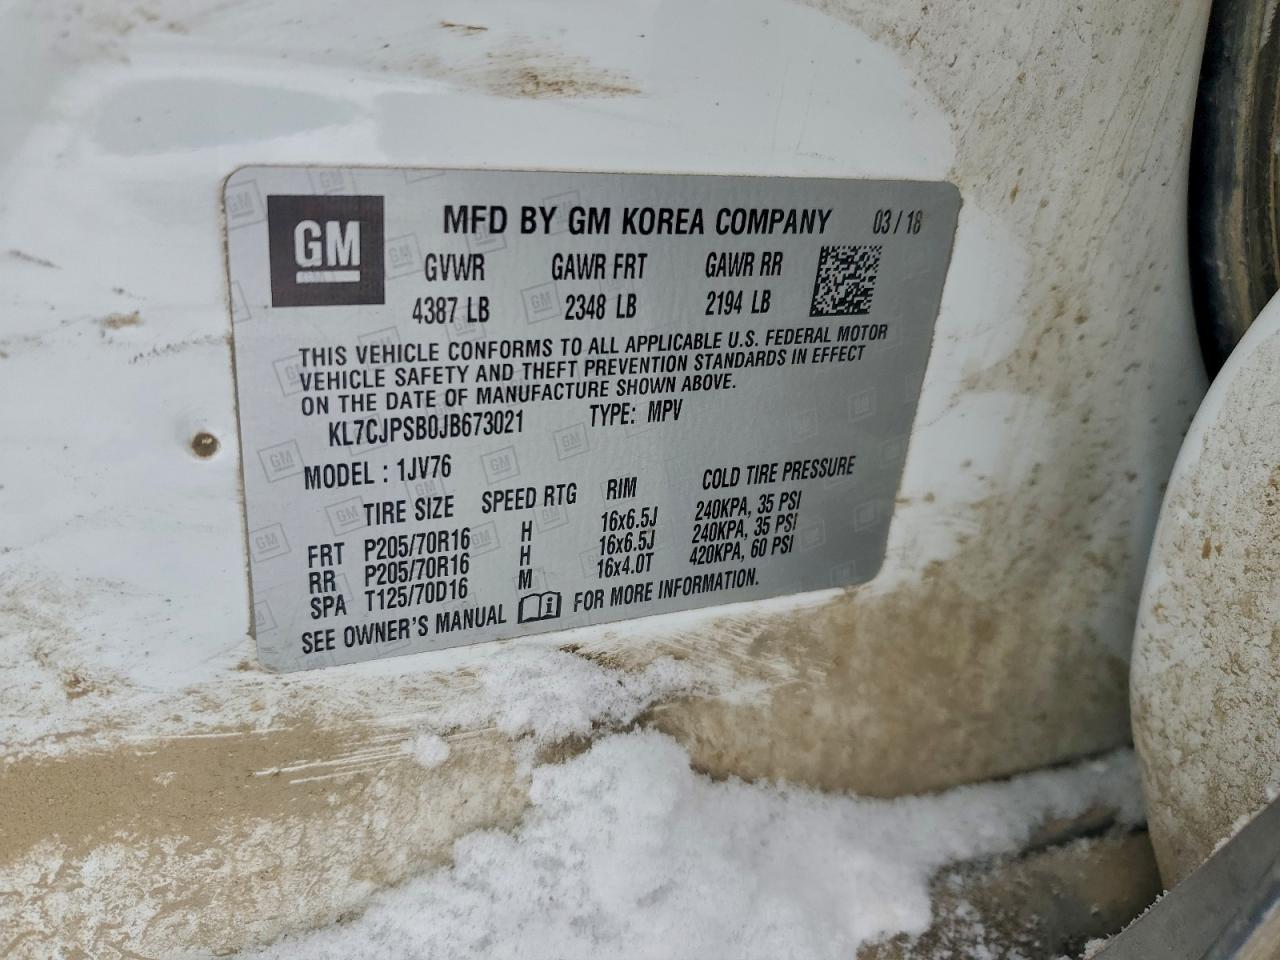 GM
MFD BY GM KOREA COMPANY 03 / 18
GVWR GAWR FRT GAWR RR
4387 LB 2348 LB 2194 LB
THIS VEHICLE CONFORMS TO ALL APPLICABLE U.S. FEDERAL MOTOR
VEHICLE SAFETY AND THEFT PREVENTION STANDARDS IN EFFECT
ON THE DATE OF MANUFACTURE SHOWN ABOVE.
KL7CJPSB0JB673021 TYPE: MPV
MODEL : 1JV76
TIRE SIZE SPEED RTG RIM COLD TIRE PRESSURE
FRT P205/70R16 H 16x6.5J 240KPA, 35 PSI
RR P205/70R16 H 16x6.5J 240KPA, 35 PSI
SPA T125/70D16 M 16x4.0T 420KPA, 60 PSI
SEE OWNER'S MANUAL FOR MORE INFORMATION.